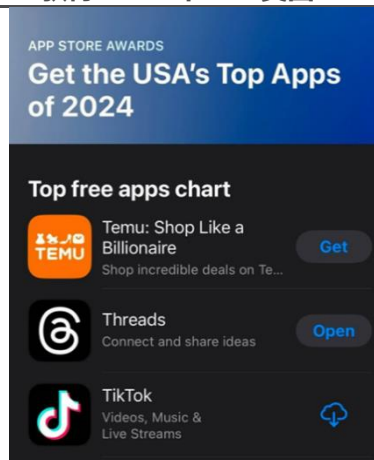 APP STORE AWARDS
Get the USA's Top Apps
of 2024
Top free apps chart
TEMU
Temu: Shop Like a
Billionaire
Shop incredible deals on Te...
Get
Threads
Connect and share ideas
Open
TikTok
Videos, Music &
Live Streams